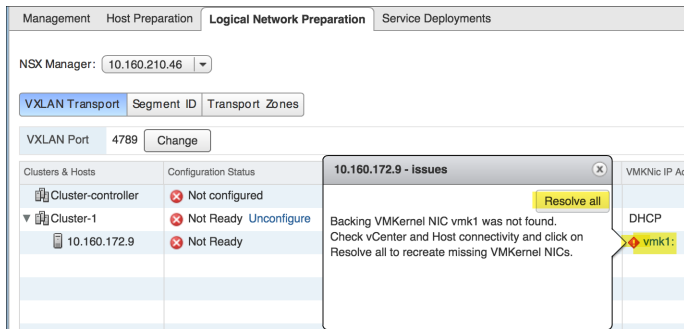 Management Host Preparation Logical Network Preparation Service Deployments
NSX Manager: 10.160.210.46
VXLAN Transport Segment ID Transport Zones
VXLAN Port 4789 Change
Clusters & Hosts Configuration Status 10.160.172.9 - issues VMKNic IP Ad
Cluster-controller Not configured
Resolve all
Cluster-1 Not Ready Unconfigure DHCP
10.160.172.9 Not Ready vmk1:
Backing VMKernel NIC vmk1 was not found.
Check vCenter and Host connectivity and click on
Resolve all to recreate missing VMKernel NICs.